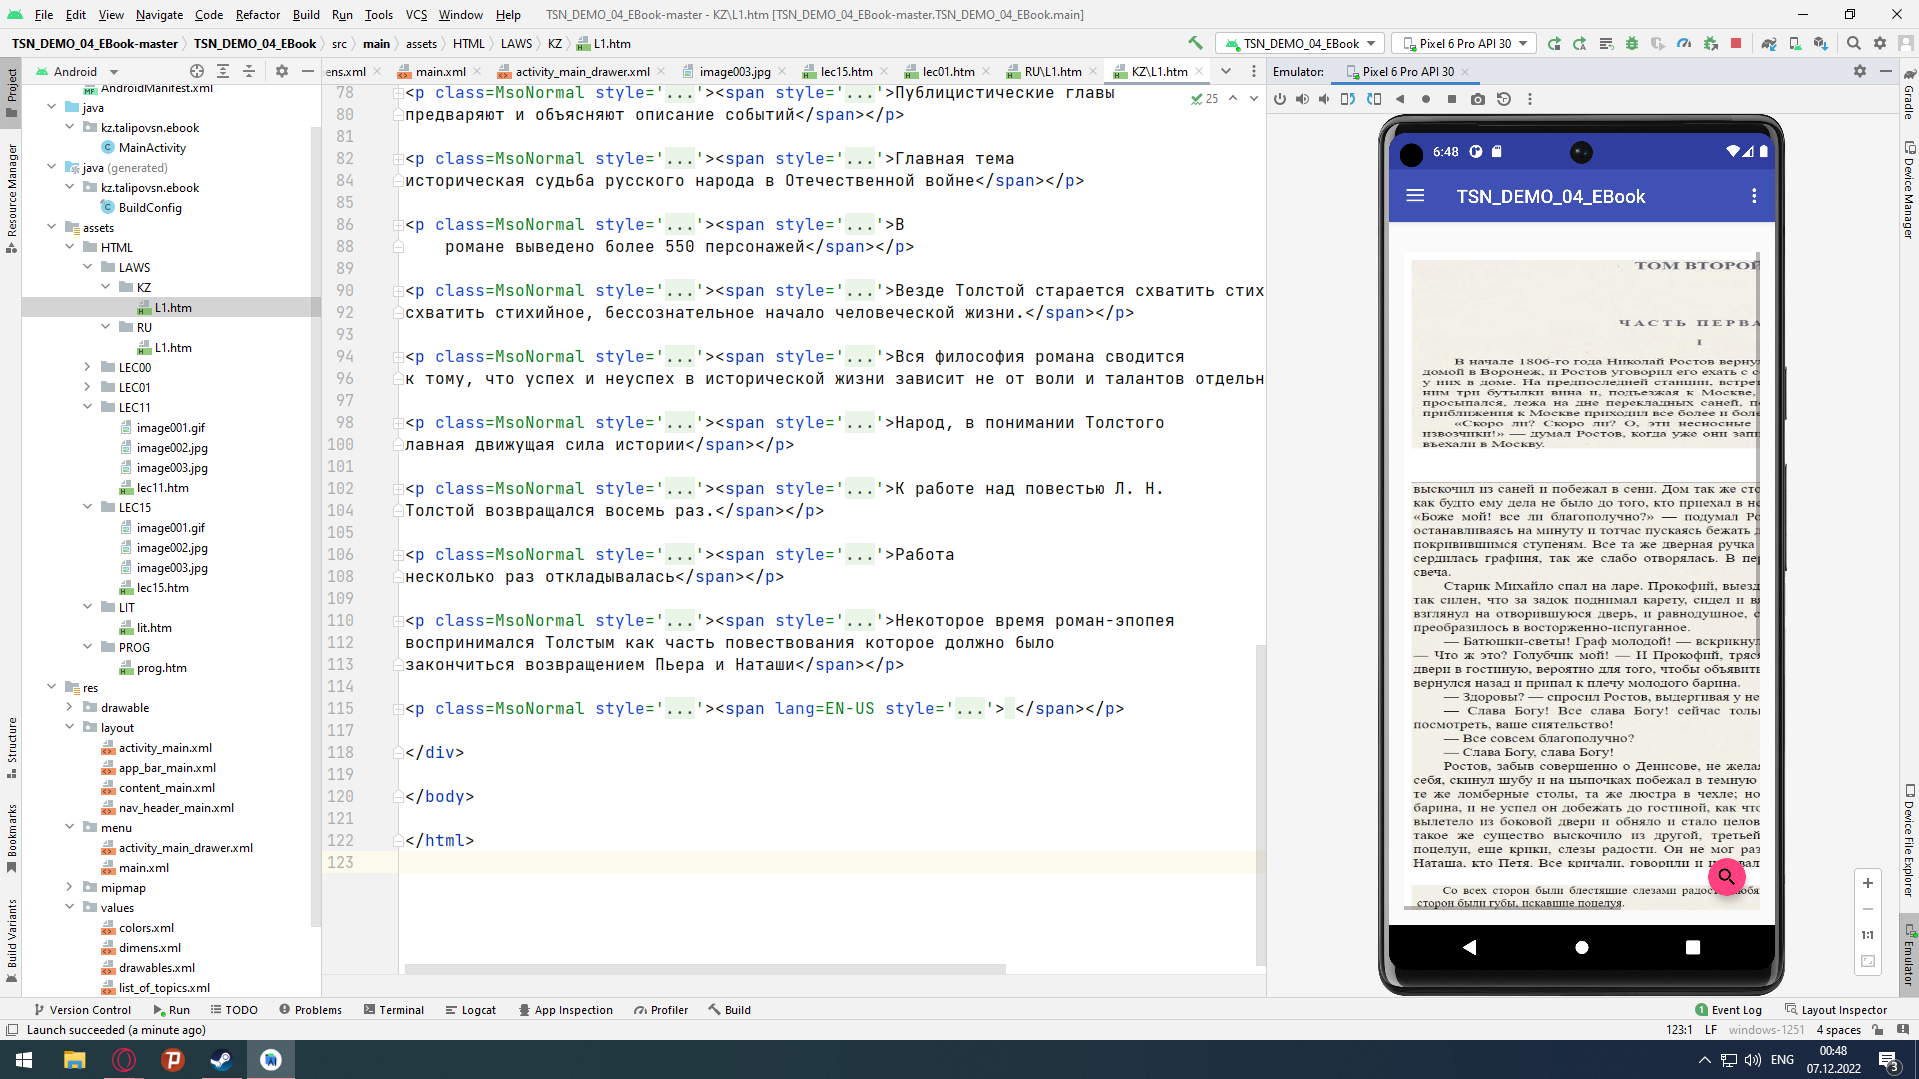 File Edit View Navigate Code Refactor Build Run Tools VCS Window Help TSN_DEMO_04_EBook-master - KZ\L1.htm [TSN_DEMO_04_EBook-master.TSN_DEMO_04_EBook.main]
TSN_DEMO_04_EBook-master TSN_DEMO_04_EBook src main assets HTML LAWS KZ L1.htm
TSN_DEMO_04_EBook Pixel 6 Pro API 30
Project
Resource Manager
Structure
Bookmarks
Build Variants
Android
AndroidManifest.xml
java
kz.talipovsn.ebook
MainActivity
java (generated)
kz.talipovsn.ebook
BuildConfig
assets
HTML
LAWS
KZ
L1.htm
RU
L1.htm
LEC00
LEC01
LEC11
image001.gif
image002.jpg
image003.jpg
lec11.htm
LEC15
image001.gif
image002.jpg
image003.jpg
lec15.htm
LIT
lit.htm
PROG
prog.htm
res
drawable
layout
activity_main.xml
app_bar_main.xml
content_main.xml
nav_header_main.xml
menu
activity_main_drawer.xml
main.xml
mipmap
values
colors.xml
dimens.xml
drawables.xml
list_of_topics.xml
ens.xml main.xml activity_main_drawer.xml image003.jpg lec15.htm lec01.htm RU\L1.htm KZ\L1.htm
25
78 <p class=MsoNormal style='...'><span style='...'>Публицистические главы
80 предваряют и объясняют описание событий</span></p>
81
82 <p class=MsoNormal style='...'><span style='...'>Главная тема
84 историческая судьба русского народа в Отечественной войне</span></p>
85
86 <p class=MsoNormal style='...'><span style='...'>В
88 романе выведено более 550 персонажей</span></p>
89
90 <p class=MsoNormal style='...'><span style='...'>Везде Толстой старается схватить стих
92 схватить стихийное, бессознательное начало человеческой жизни.</span></p>
93
94 <p class=MsoNormal style='...'><span style='...'>Вся философия романа сводится
96 к тому, что успех и неуспех в исторической жизни зависит не от воли и талантов отдельн
97
98 <p class=MsoNormal style='...'><span style='...'>Народ, в понимании Толстого
100 лавная движущая сила истории</span></p>
101
102 <p class=MsoNormal style='...'><span style='...'>К работе над повестью Л. Н.
104 Толстой возвращался восемь раз.</span></p>
105
106 <p class=MsoNormal style='...'><span style='...'>Работа
108 несколько раз откладывалась</span></p>
109
110 <p class=MsoNormal style='...'><span style='...'>Некоторое время роман-эпопея
112 воспринимался Толстым как часть повествования которое должно было
113 закончиться возвращением Пьера и Наташи</span></p>
114
115 <p class=MsoNormal style='...'><span lang=EN-US style='...'> </span></p>
117
118 </div>
119
120 </body>
121
122 </html>
123
Emulator: Pixel 6 Pro API 30
6:48
TSN_DEMO_04_EBook
ТОМ ВТОРОЙ
ЧАСТЬ ПЕРВА
I
В начале 1806-го года Николай Ростов верну
домой в Воронеж, и Ростов уговорил его ехать с с
у них в доме. На предпоследней станции, встрет
ним три бутылки вина и, подъезжая к Москве,
просыпался, лежа на дне перекладных саней, п
приближения к Москве приходил все более и боле
«Скоро ли? Скоро ли? О, эти несносные
извозчики!» — думал Ростов, когда уже они запи
въехали в Москву.
выскочил из саней и побежал в сени. Дом так же сто
как будто ему дела не было до того, кто приехал в не
«Боже мой! все ли благополучно?» — подумал Ро
останавливаясь на минуту и тотчас пускаясь бежать д
покривившимся ступеням. Все та же дверная ручка
сердилась графиня, так же слабо отворялась. В пер
свеча.
Старик Михайло спал на ларе. Прокофий, выезд
так силен, что за задок поднимал карету, сидел и вя
взглянул на отворившуюся дверь, и равнодушное, с
преобразилось в восторженно-испуганное.
— Батюшки-светы! Граф молодой! — вскрикнул
— Что ж это? Голубчик мой! — И Прокофий, тряс
двери в гостиную, вероятно для того, чтобы объявить
вернулся назад и припал к плечу молодого барина.
— Здоровы? — спросил Ростов, выдергивая у не
— Слава Богу! Все слава Богу! сейчас толь
посмотреть, ваше сиятельство!
— Все совсем благополучно?
— Слава Богу, слава Богу!
Ростов, забыв совершенно о Денисове, не жела
себя, скинул шубу и на цыпочках побежал в темную
те же ломберные столы, та же люстра в чехле; но
барина, и не успел он добежать до гостиной, как что
вылетело из боковой двери и обняло и стало целов
такое же существо выскочило из другой, третьей
поцелуи, еще крики, слезы радости. Он не мог раз
Наташа, кто Петя. Все кричали, говорили и
Со всех сторон были блестящие слезами
сторон были губы, искавшие поцелуя.
1:1
Gradle
Device Manager
Device File Explorer
Emulator
Version Control Run TODO Problems Terminal Logcat App Inspection Profiler Build 1 Event Log Layout Inspector
Launch succeeded (a minute ago) 123:1 LF windows-1251 4 spaces
ENG 00:48
07.12.2022 3